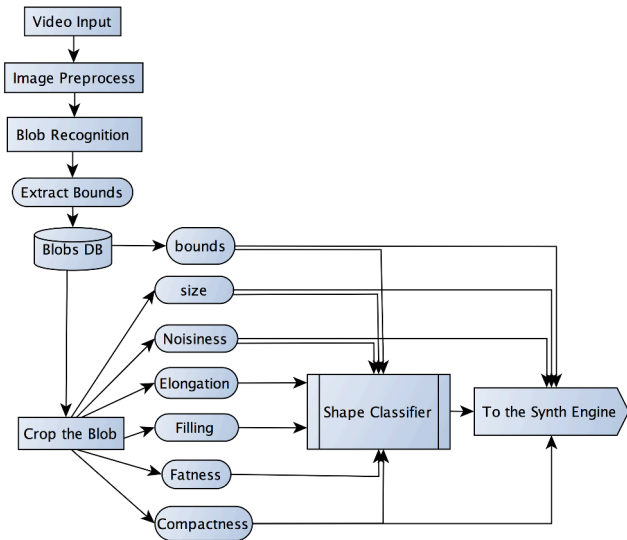 Video Input
Image Preprocess
Blob Recognition
Extract Bounds
Blobs DB
bounds
size
Noisiness
Elongation
Shape Classifier
To the Synth Engine
Crop the Blob
Filling
Fatness
Compactness